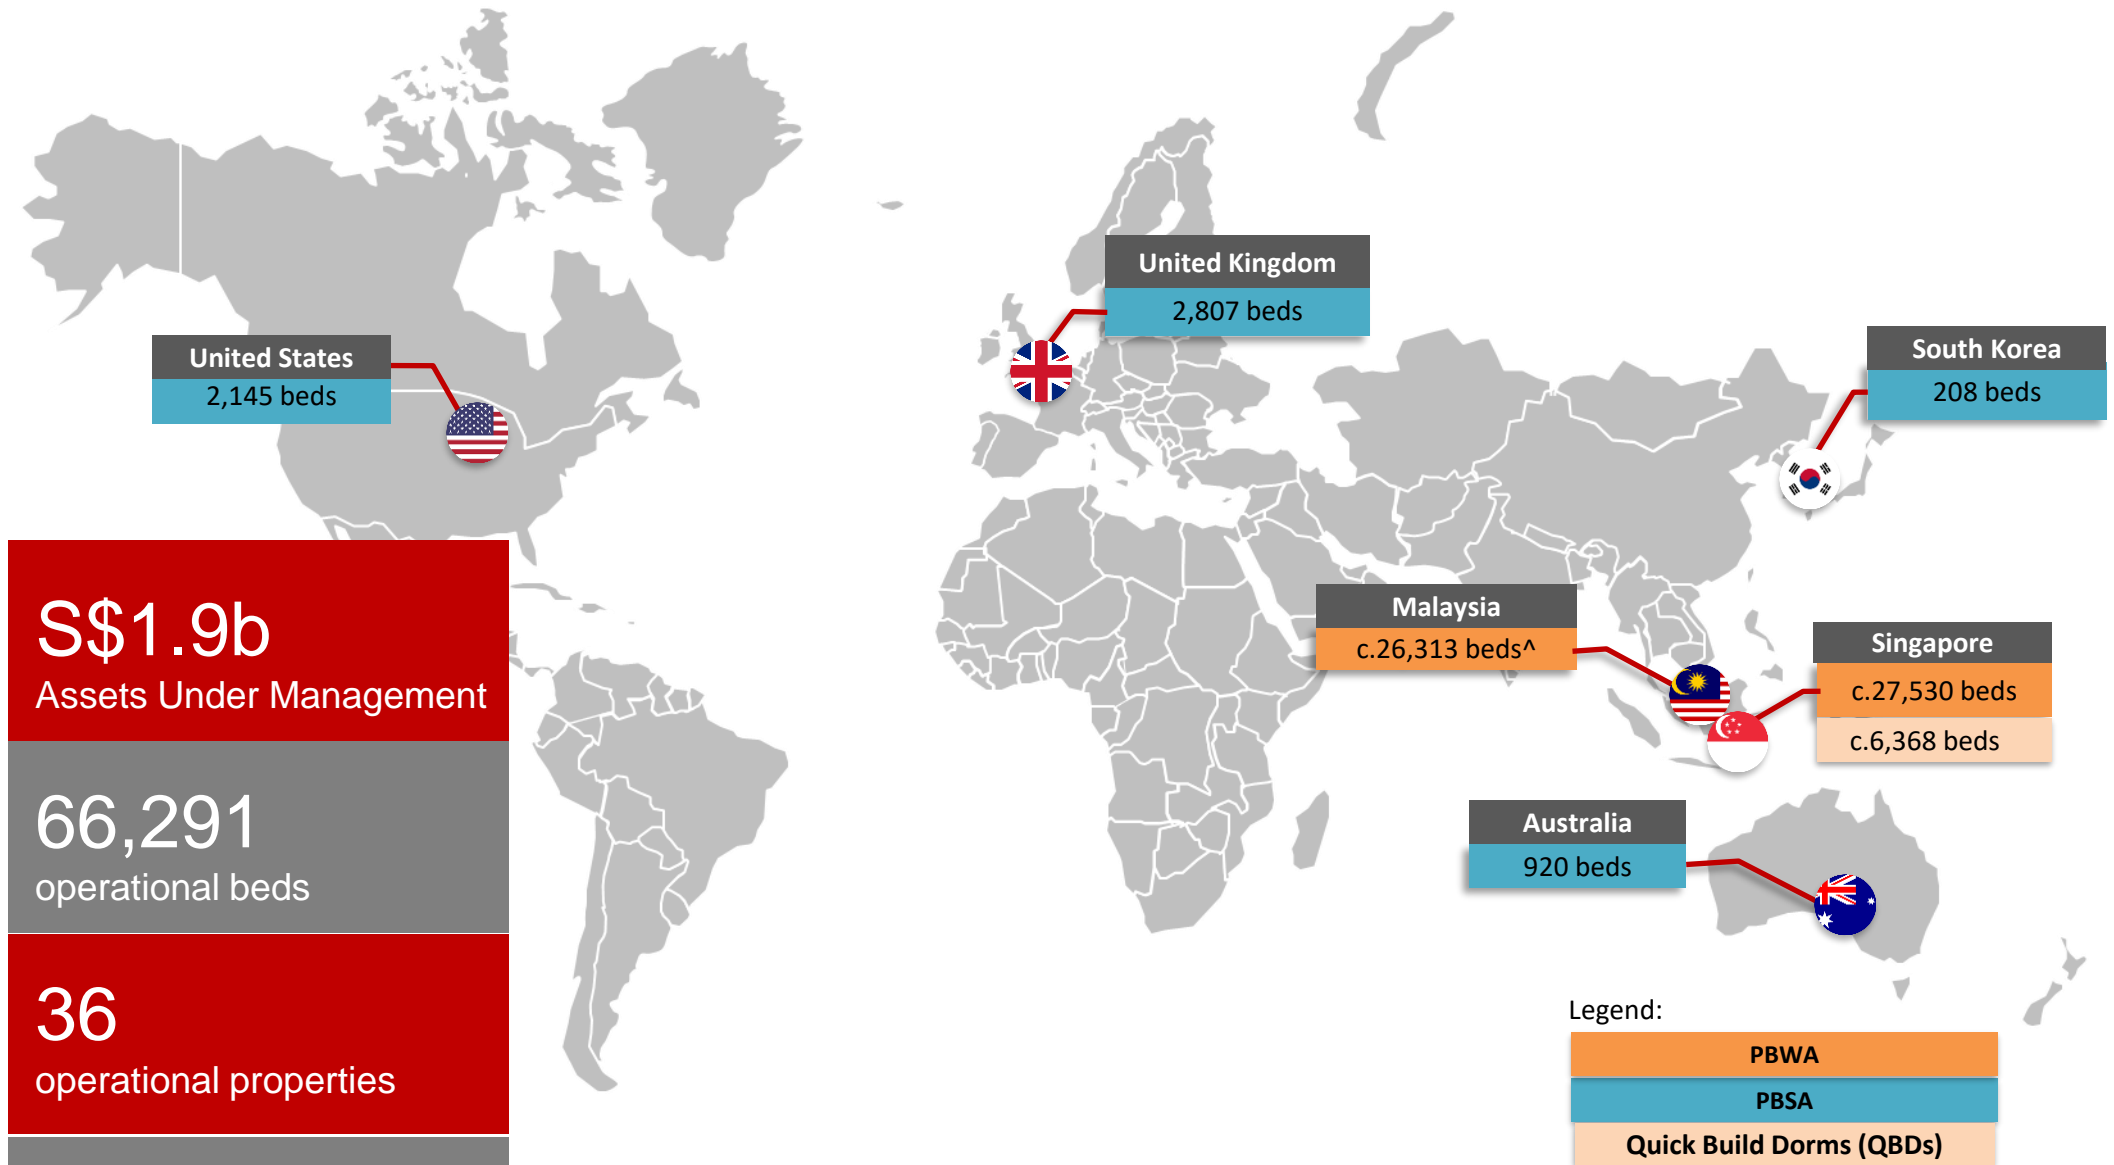 United Kingdom
2,807 beds
United States
2,145 beds
South Korea
208 beds
Malaysia
c.26,313 beds^
Singapore
c.27,530 beds
c.6,368 beds
Australia
920 beds
S$1.9b
Assets Under Management
66,291
operational beds
36
operational properties
Legend:
PBWA
PBSA
Quick Build Dorms (QBDs)